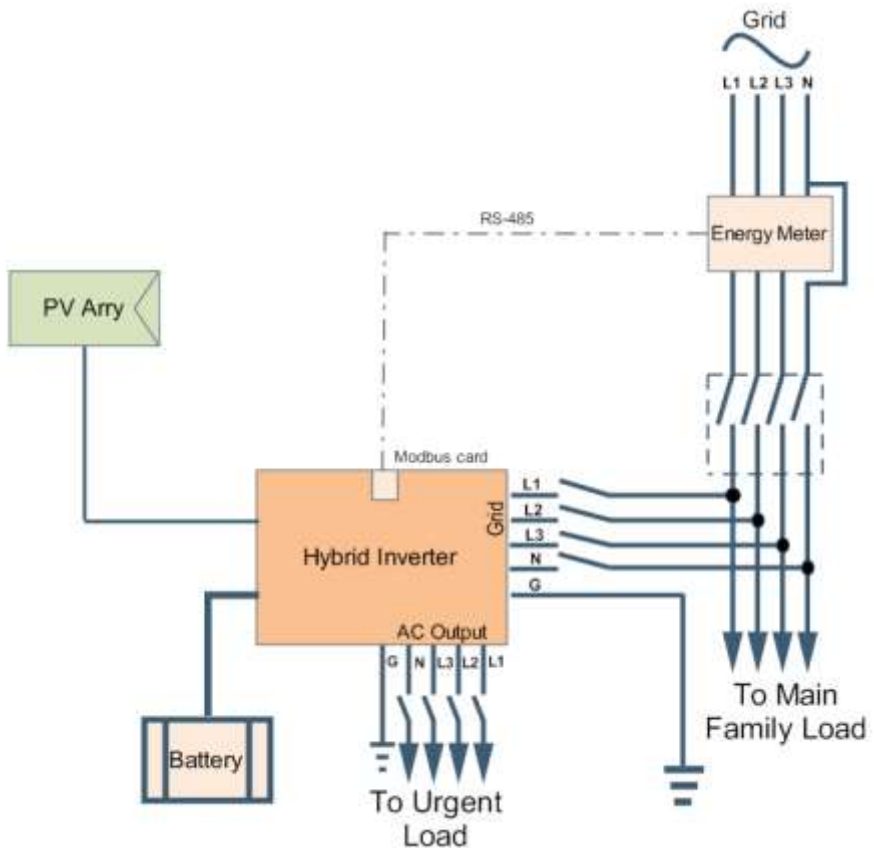 Grid
L1 L2 L3 N
RS-485
Energy Meter
PV Arry
Modbus card
L1
L2
L3
N
G
Grid
Hybrid Inverter
AC Output
G N L3 L2 L1
Battery
To Urgent
Load
To Main
Family Load